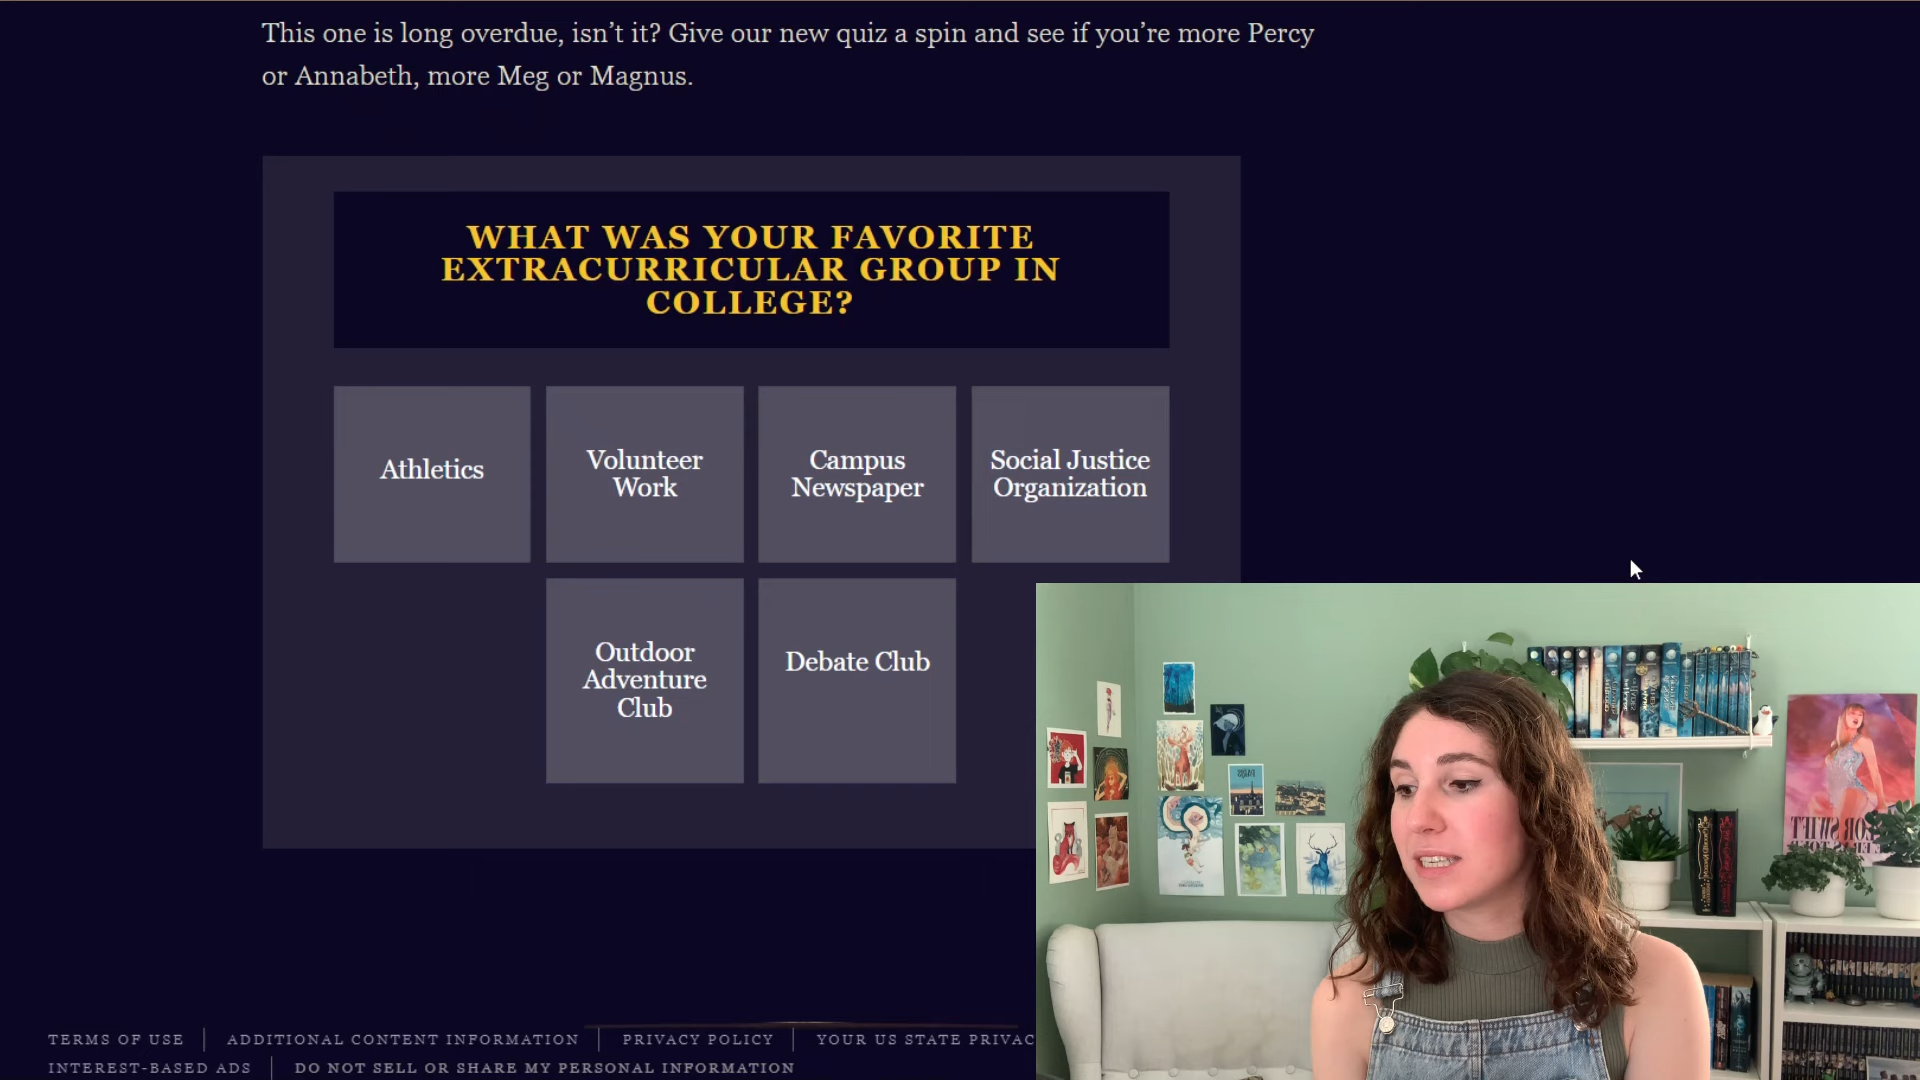 This one is long overdue, isn’t it? Give our new quiz a spin and see if you’re more Percy
or Annabeth, more Meg or Magnus.
WHAT WAS YOUR FAVORITE
EXTRACURRICULAR GROUP IN
COLLEGE?
Athletics
Volunteer
Work
Campus
Newspaper
Social Justice
Organization
Outdoor
Adventure
Club
Debate Club
TERMS OF USE
ADDITIONAL CONTENT INFORMATION
PRIVACY POLICY
YOUR US STATE PRIVAC
INTEREST-BASED ADS
DO NOT SELL OR SHARE MY PERSONAL INFORMATION